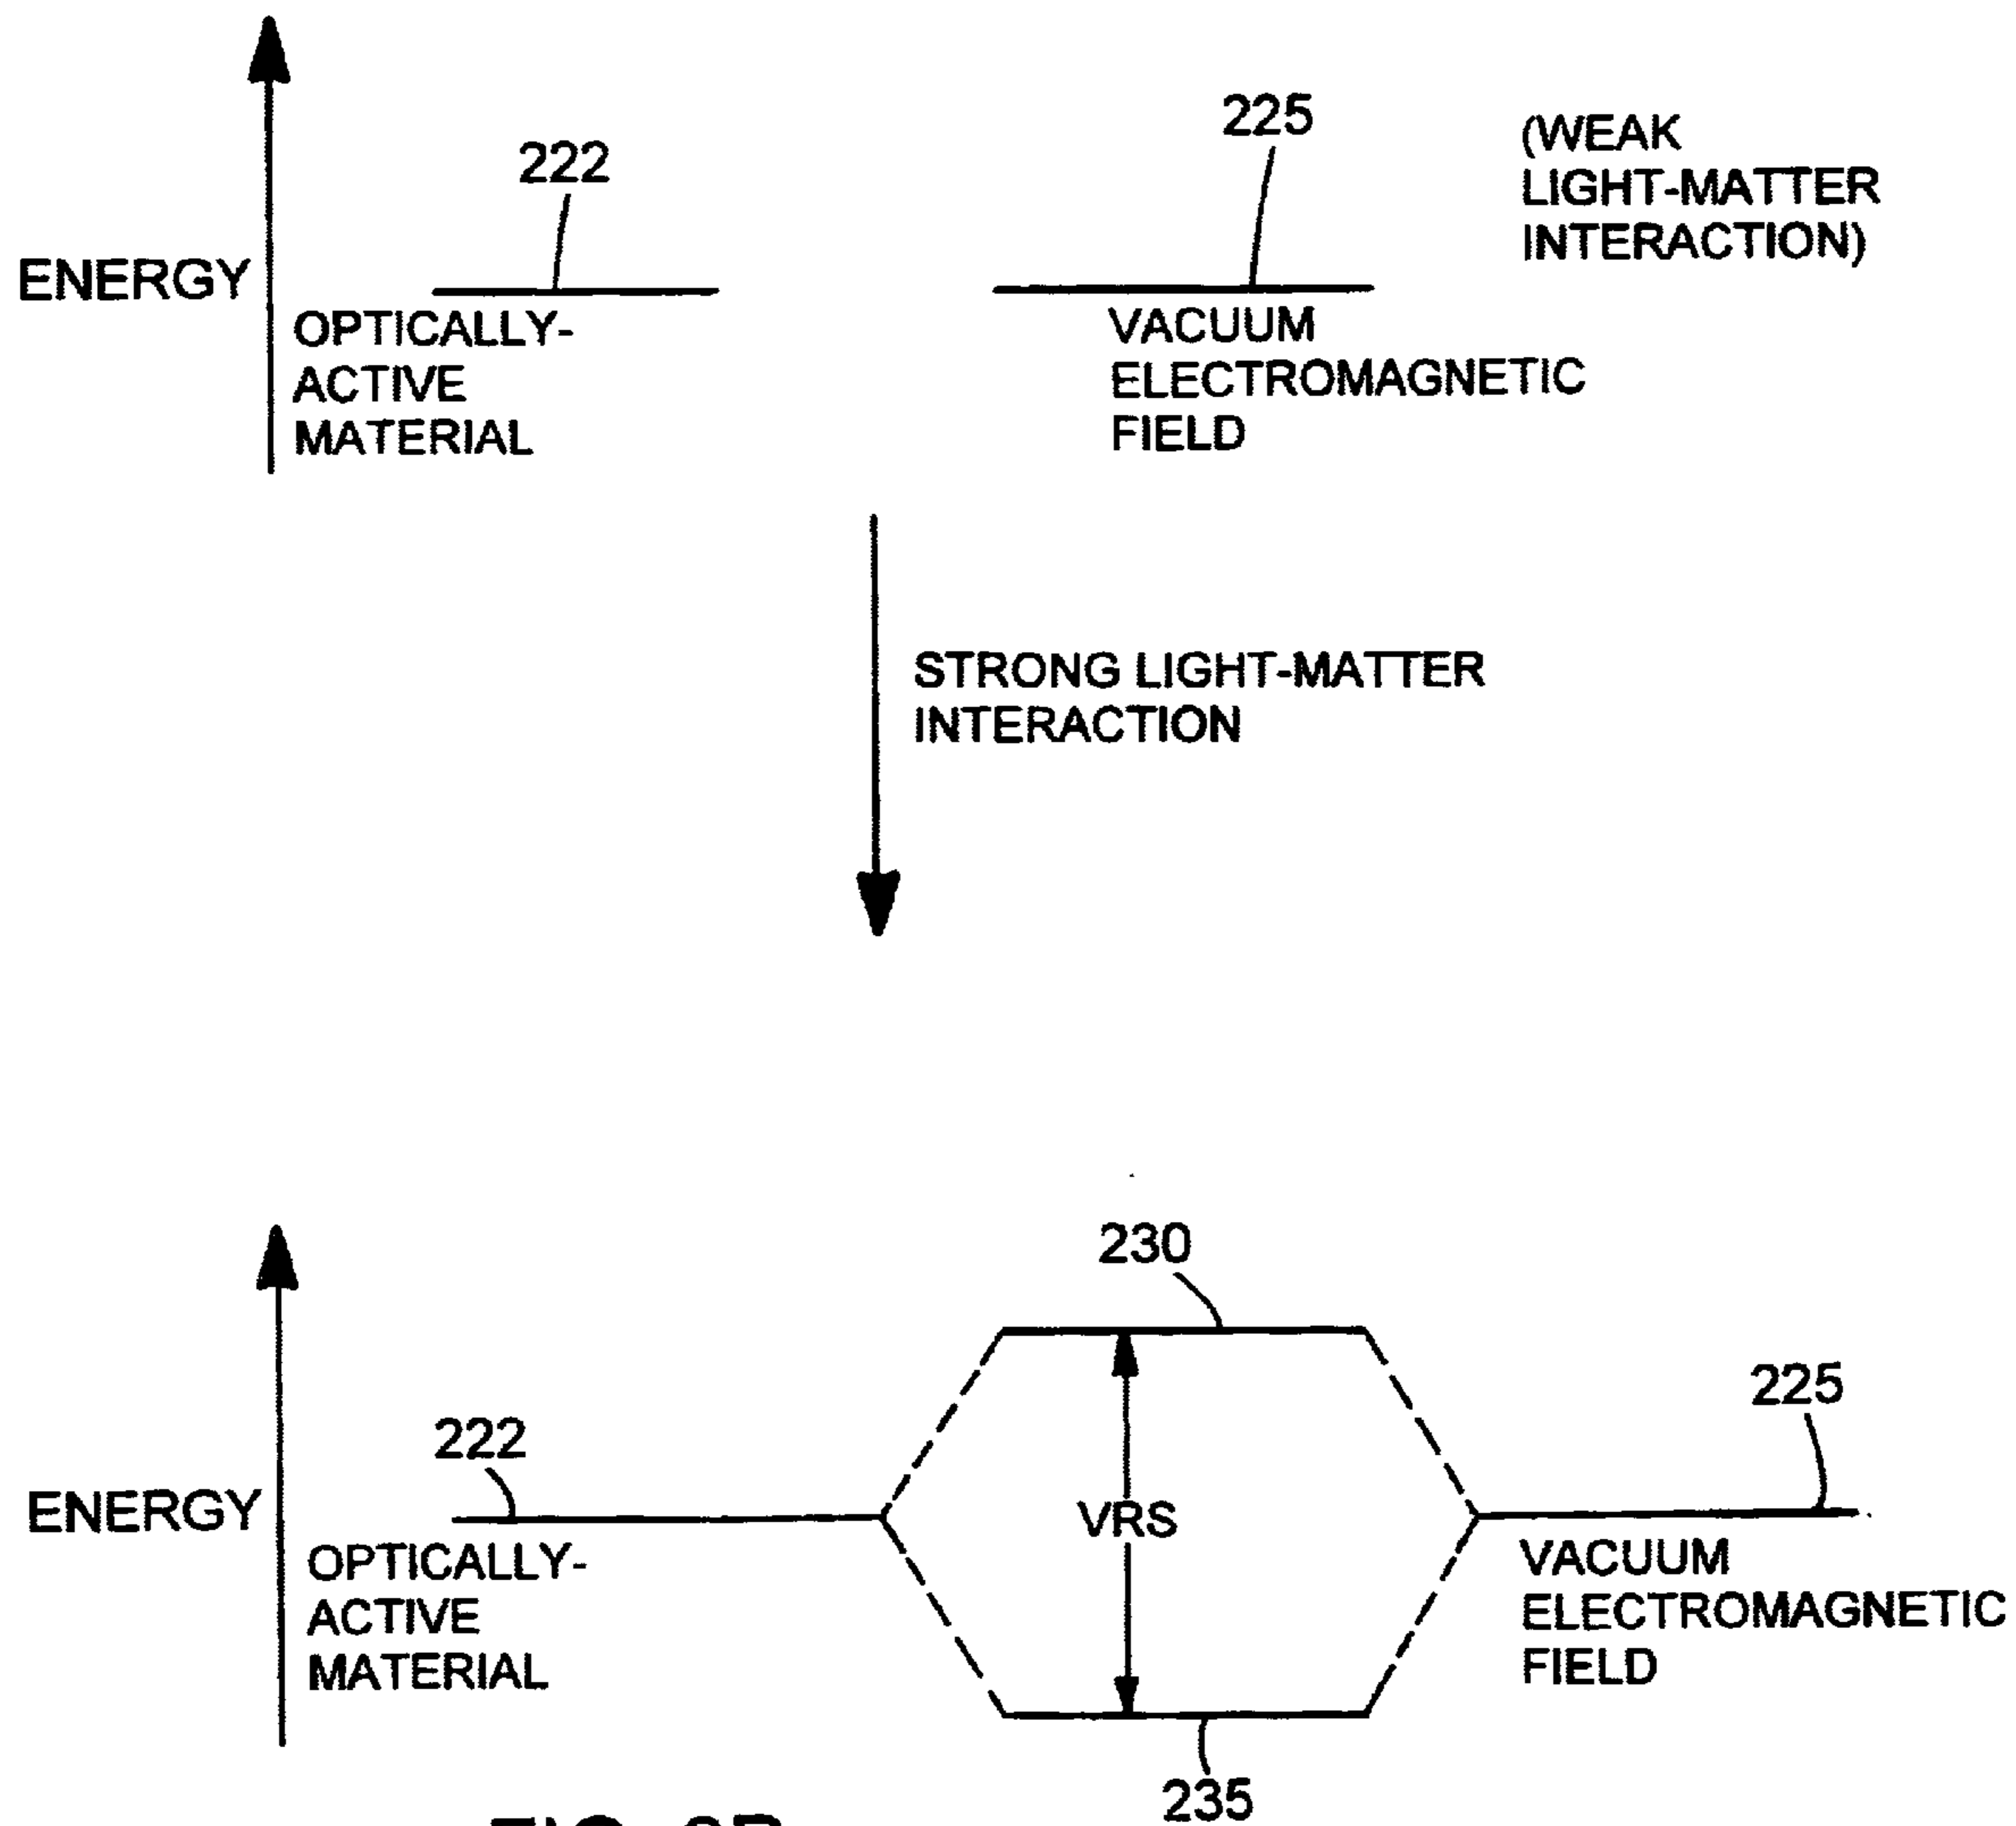 222
225
(WEAK
LIGHT-MATTER
INTERACTION)
ENERGY
OPTICALLY-
ACTIVE
MATERIAL
VACUUM
ELECTROMAGNETIC
FIELD
STRONG LIGHT-MATTER
INTERACTION
230
225
222
ENERGY
VRS
OPTICALLY-
ACTIVE
MATERIAL
VACUUM
ELECTROMAGNETIC
FIELD
235